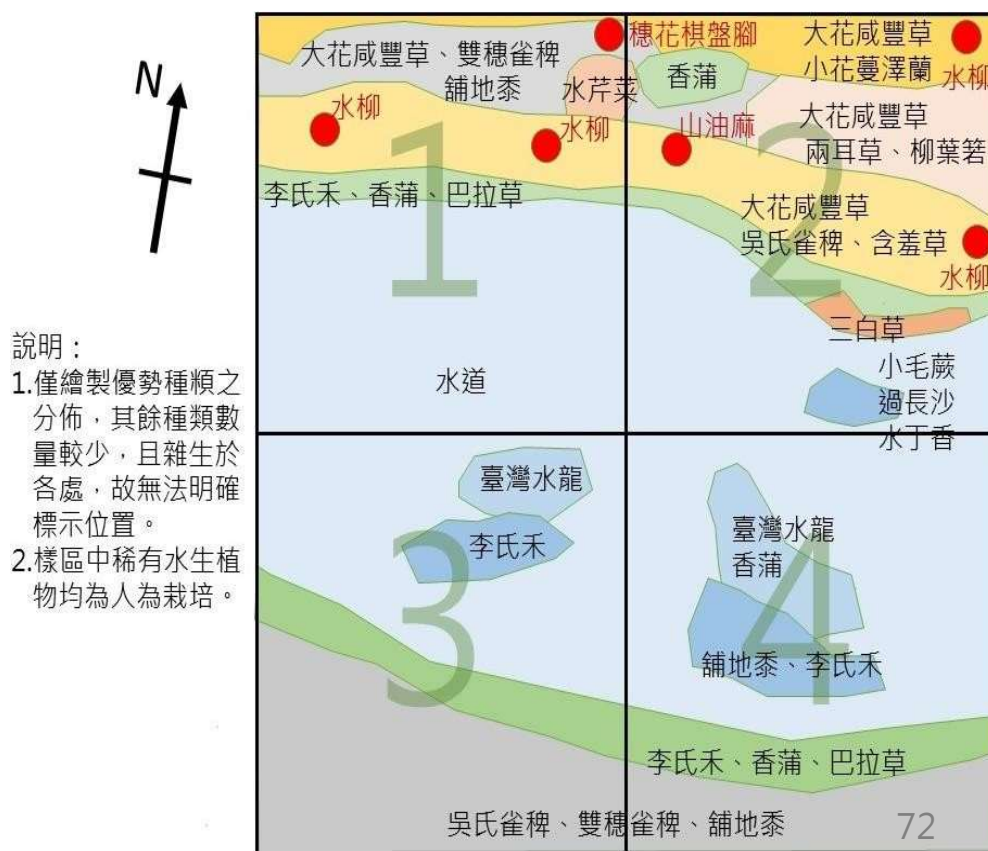 N
說明：
1.僅繪製優勢種類之
分佈，其餘種類數
量較少，且雜生於
各處，故無法明確
標示位置。
2.樣區中稀有水生植
物均為人為栽培。
1
大花咸豐草、雙穗雀稗
舖地黍
水芹菜
水柳
水柳
李氏禾、香蒲、巴拉草
水道
2
穗花棋盤腳
香蒲
大花咸豐草
小花蔓澤蘭
水柳
山油麻
大花咸豐草
兩耳草、柳葉箬
大花咸豐草
吳氏雀稗、含羞草
水柳
三白草
小毛蕨
過長沙
水丁香
3
臺灣水龍
李氏禾
4
臺灣水龍
香蒲
舖地黍、李氏禾
李氏禾、香蒲、巴拉草
吳氏雀稗、雙穗雀稗、舖地黍
72